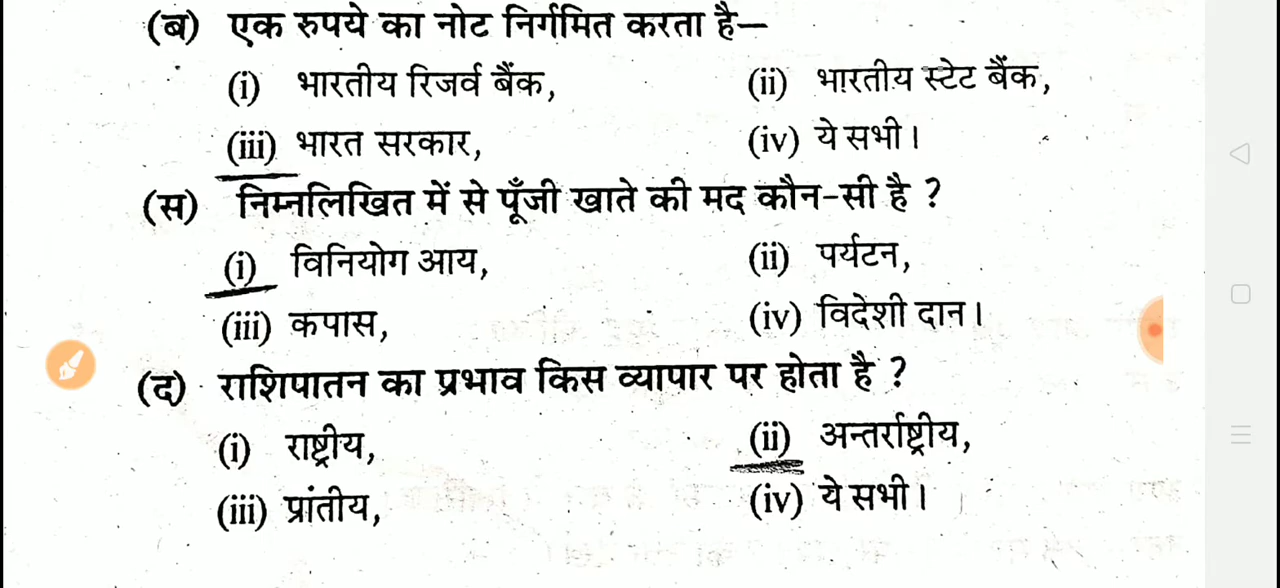 (ब) एक रुपये का नोट निर्गमित करता है—
(i) भारतीय रिजर्व बैंक, (ii) भारतीय स्टेट बैंक,
(iii) भारत सरकार, (iv) ये सभी।
(स) निम्नलिखित में से पूँजी खाते की मद कौन-सी है ?
(i) विनियोग आय, (ii) पर्यटन,
(iii) कपास, (iv) विदेशी दान।
(द) राशिपातन का प्रभाव किस व्यापार पर होता है ?
(i) राष्ट्रीय, (ii) अन्तर्राष्ट्रीय,
(iii) प्रांतीय, (iv) ये सभी।